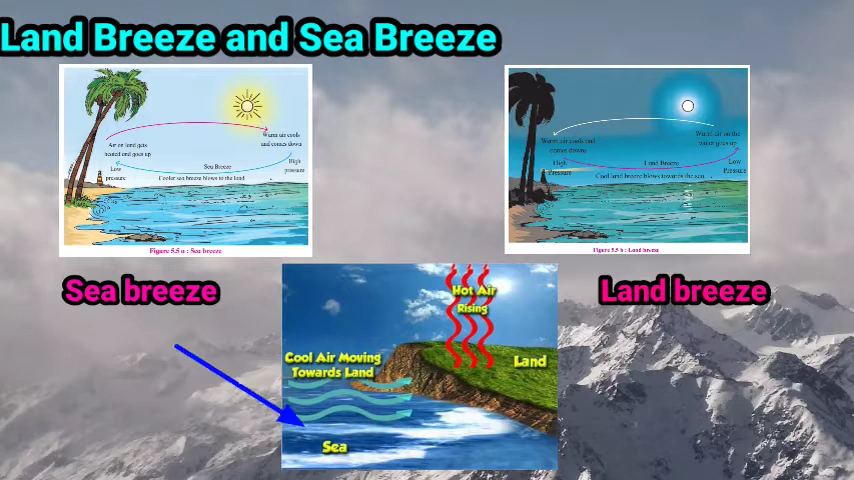 Land Breeze and Sea Breeze
Air on land gets
heated and goes up
Warm air cools
and comes down
Low
pressure
Sea Breeze
Cooler sea breeze blows to the land
High
pressure
Figure 5.5 a : Sea breeze
Warm air cools and
comes down
Warm air on the
water goes up
High
Pressure
Land Breeze
Cool land breeze blows towards the sea
Low
Pressure
Figure 5.5 b : Land breeze
Sea breeze
Land breeze
Hot Air
Rising
Cool Air Moving
Towards Land
Land
Sea